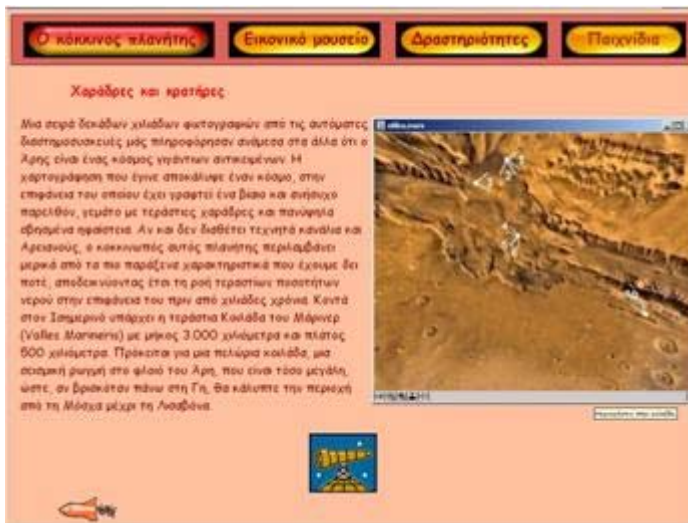 Ο κόκκινος πλανήτης
Εικονικό μουσείο
Δραστηριότητες
Παιχνίδια
Χαράδρες και κρατήρες
Μια σειρά δεκάδων χιλιάδων φωτογραφιών από τις αυτόματες
διαστημοσυσκευές μάς πληροφόρησαν ανάμεσα στα άλλα ότι ο
Άρης είναι ένας κόσμος γιγάντιων αντικειμένων. Η
χαρτογράφηση που έγινε αποκάλυψε έναν κόσμο, στην
επιφάνεια του οποίου έχει γραφτεί ένα βίαιο και ανήσυχο
παρελθόν, γεμάτο με τεράστιες χαράδρες και πανύψηλα
σβησμένα ηφαίστεια. Αν και δεν διαθέτει τεχνητά κανάλια και
Αρειανούς, ο κοκκινωπός αυτός πλανήτης περιλαμβάνει
μερικά από τα πιο παράξενα χαρακτηριστικά που έχουμε δει
ποτέ, αποδεικνύοντας έτσι τη ροή τεραστίων ποσοτήτων
νερού στην επιφάνεια του πριν από χιλιάδες χρόνια. Κοντά
στον Ισημερινό υπάρχει η τεράστια Κοιλάδα του Μάρινερ
(Valles Marineris) με μήκος 3.000 χιλιόμετρα και πλάτος
500 χιλιόμετρα. Πρόκειται για μια πελώρια κοιλάδα, μια
σεισμική ρωγμή στο φλοιό του Άρη, που είναι τόσο μεγάλη,
ώστε, αν βρισκόταν πάνω στη Γη, θα κάλυπτε την περιοχή
από τη Μόσχα μέχρι τη Λισαβόνα.